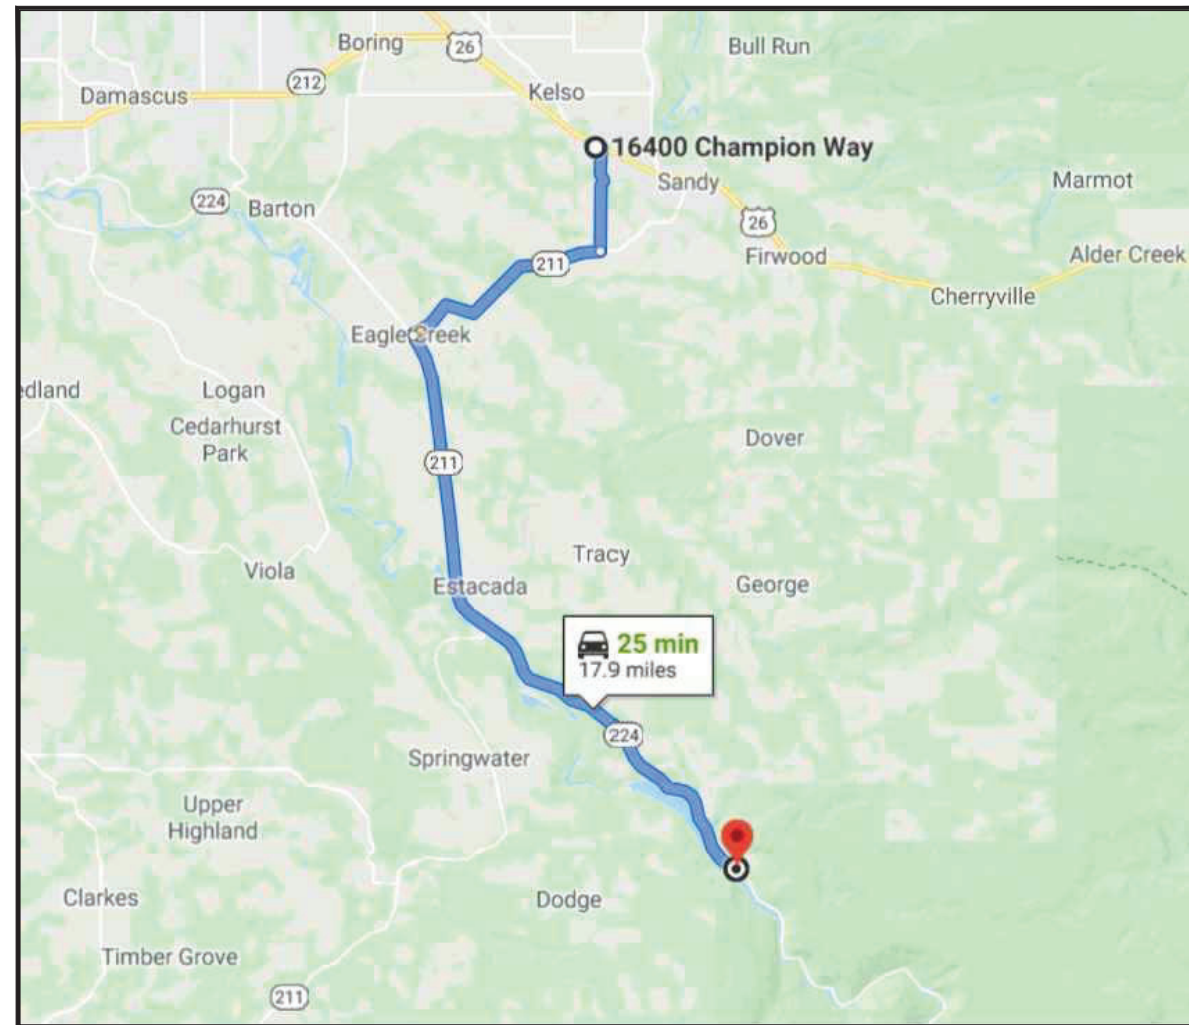 Boring
26
Bull Run
212
Damascus
Kelso
16400 Champion Way
Sandy
Marmot
224
Barton
26
Firwood
Alder Creek
211
Cherryville
Eagle Creek
edland
Logan
Cedarhurst
Park
Dover
211
Tracy
Viola
Estacada
George
25 min
17.9 miles
224
Springwater
Upper
Highland
Clarkes
Dodge
Timber Grove
211